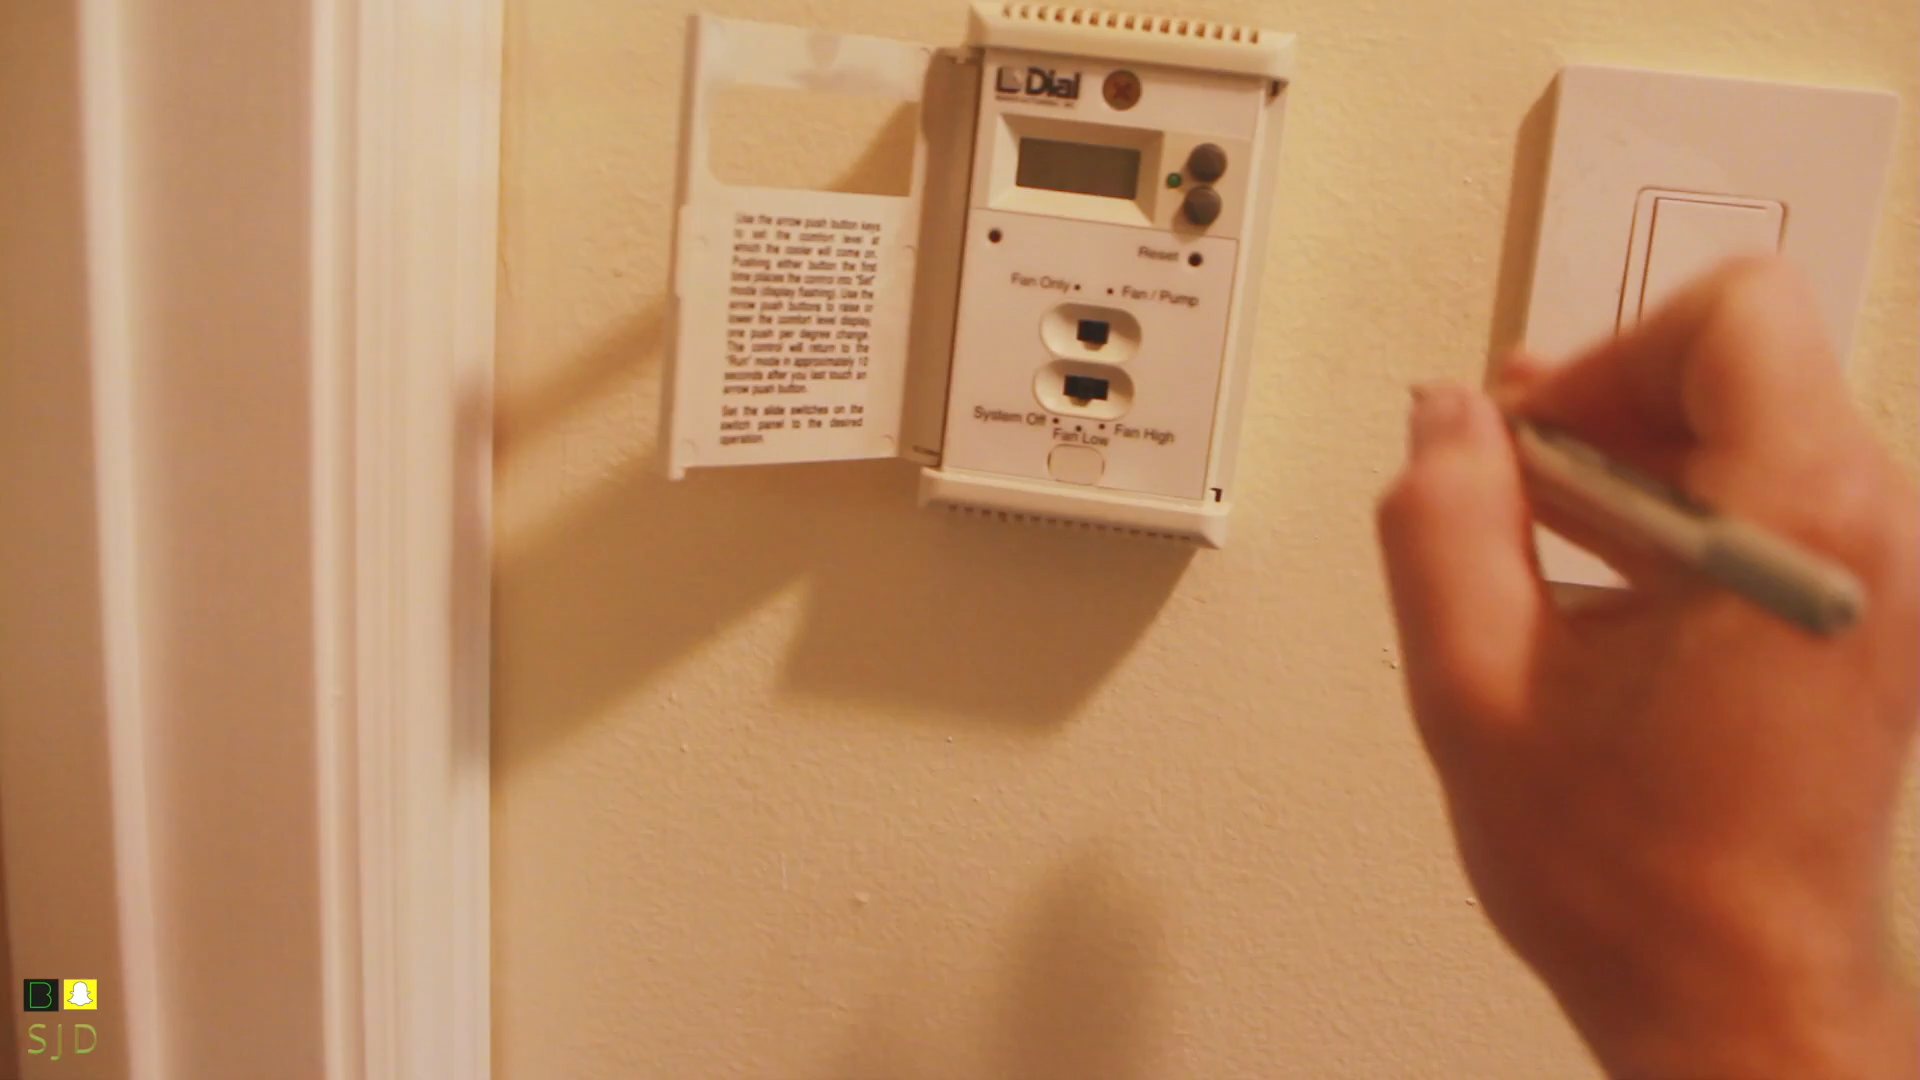 Dial
Use the arrow push button keys
to set the comfort level at
which the cooler will come on.
Pushing either button the first
time places the control into "Set"
mode (display flashing). Use the
arrow push buttons to raise or
lower the comfort level display,
one push per degree change.
The control will return to the
"Run" mode in approximately 10
seconds after you last touch an
arrow push button.
Set the slide switches on the
switch panel to the desired
operation.
Reset
Fan Only
Fan / Pump
System Off
Fan Low
Fan High
B
SJD